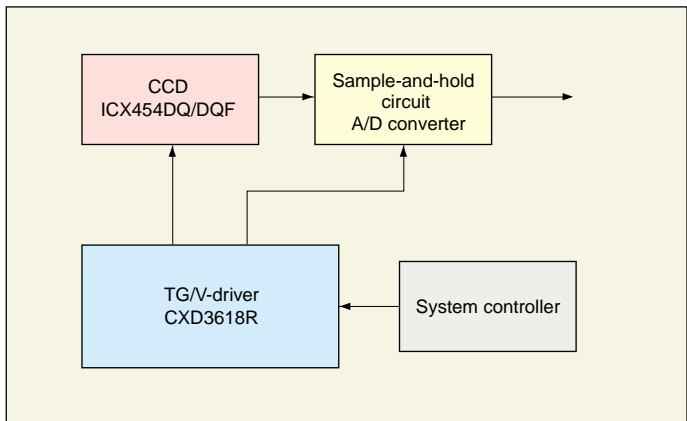 CCD
ICX454DQ/DQF
Sample-and-hold
circuit
A/D converter
TG/V-driver
CXD3618R
System controller